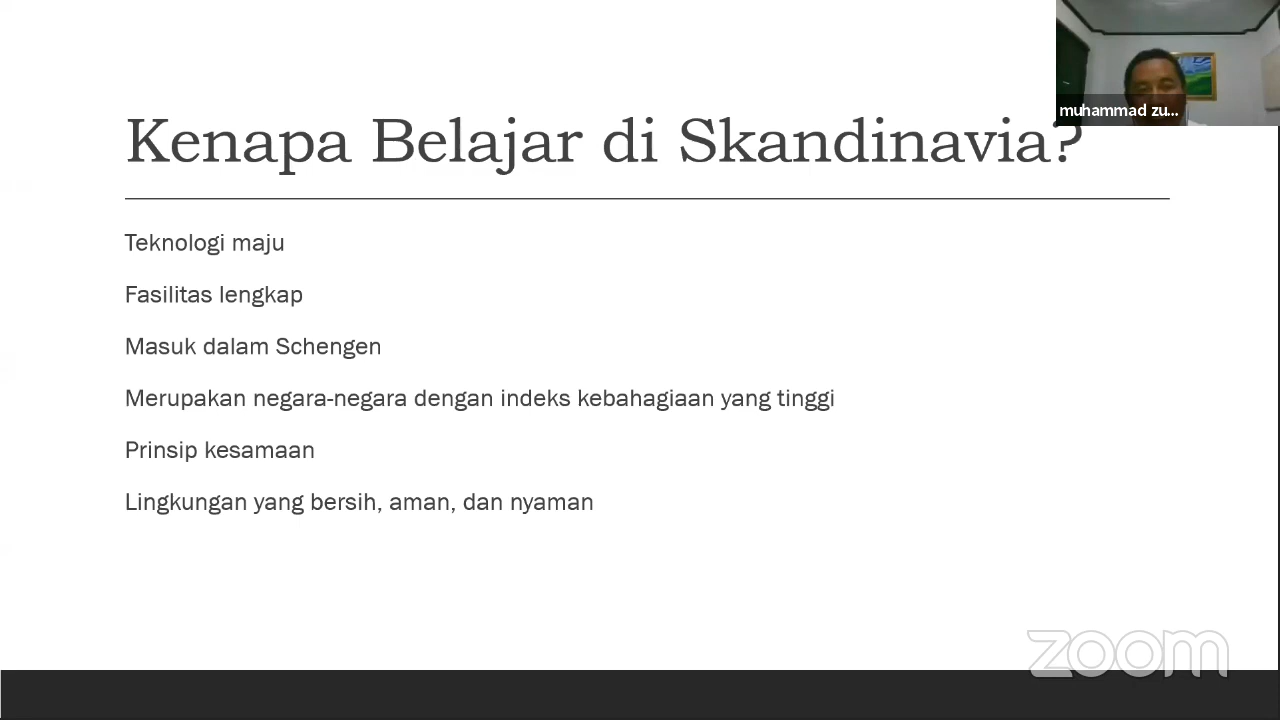 muhammad zu...
Kenapa Belajar di Skandinavia?
Teknologi maju
Fasilitas lengkap
Masuk dalam Schengen
Merupakan negara-negara dengan indeks kebahagiaan yang tinggi
Prinsip kesamaan
Lingkungan yang bersih, aman, dan nyaman
zoom